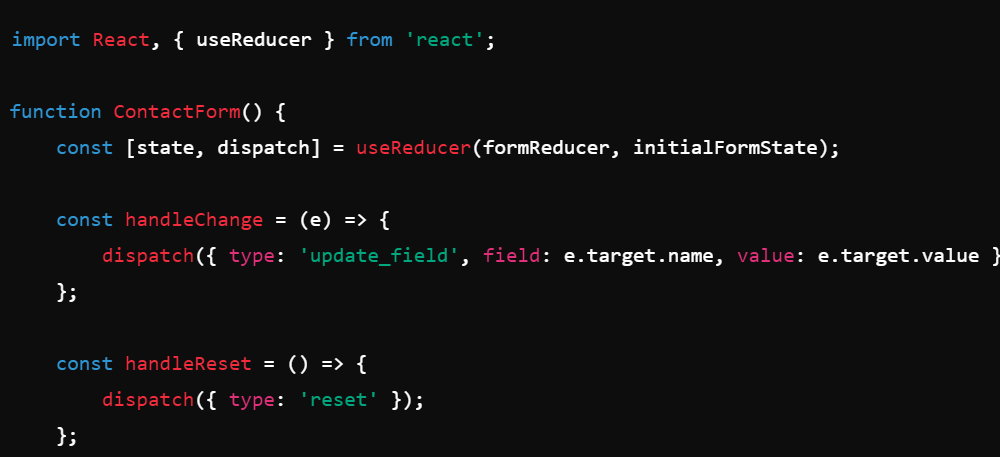 import React, { useReducer } from 'react';
function ContactForm() {
const [state, dispatch] = useReducer(formReducer, initialFormState);
const handleChange = (e) => {
dispatch({ type: 'update_field', field: e.target.name, value: e.target.value }
};
const handleReset = () => {
dispatch({ type: 'reset' });
};